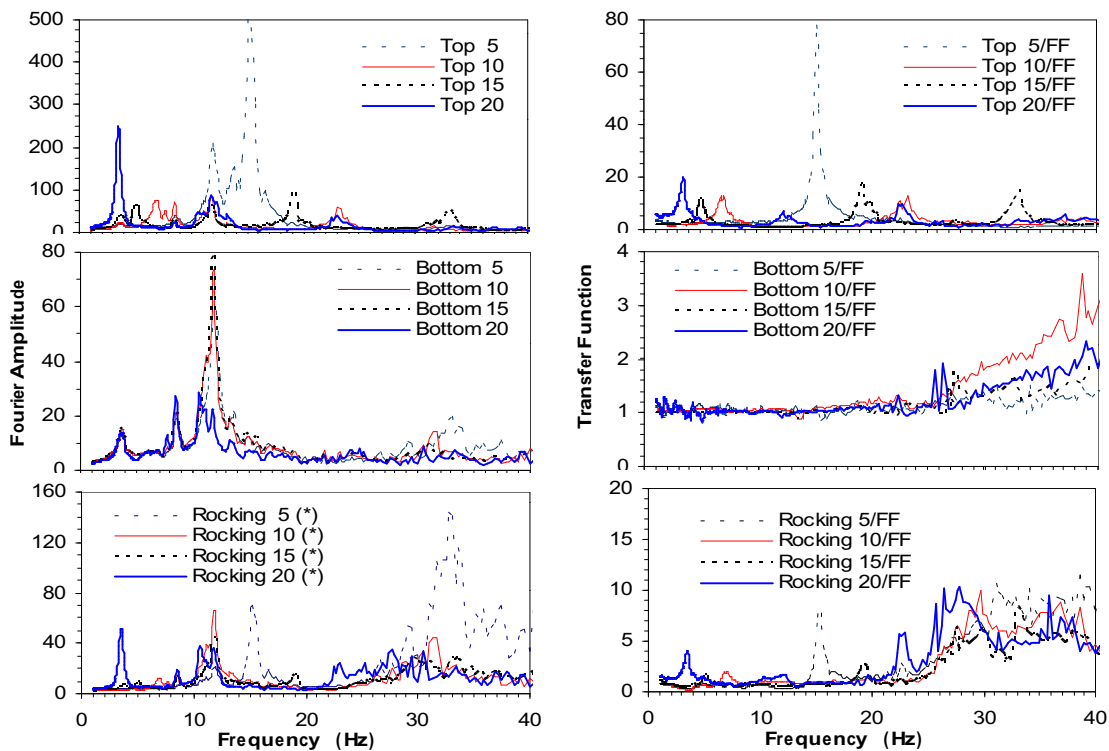 500
400
300
200
100
0
Top 5
Top 10
Top 15
Top 20
80
60
40
20
0
Top 5/FF
Top 10/FF
Top 15/FF
Top 20/FF
Fourier Amplitude
80
60
40
20
0
Bottom 5
Bottom 10
Bottom 15
Bottom 20
Transfer Function
4
3
2
1
0
Bottom 5/FF
Bottom 10/FF
Bottom 15/FF
Bottom 20/FF
160
120
80
40
0
Rocking 5 (*)
Rocking 10 (*)
Rocking 15 (*)
Rocking 20 (*)
0 10 20 30 40
Frequency (Hz)
20
15
10
5
0
Rocking 5/FF
Rocking 10/FF
Rocking 15/FF
Rocking 20/FF
0 10 20 30 40
Frequency (Hz)